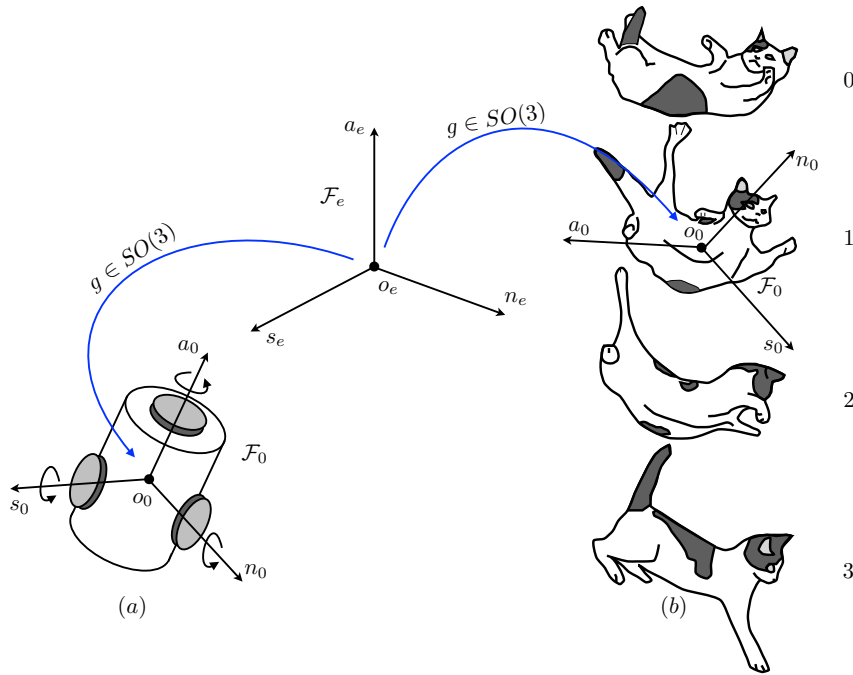 0
g ∈ SO(3)
a_e
n_0
F_e
a_0
o_0
1
g ∈ SO(3)
o_e
F_0
n_e
s_e
s_0
a_0
2
F_0
s_0
o_0
n_0
3
(a)
(b)